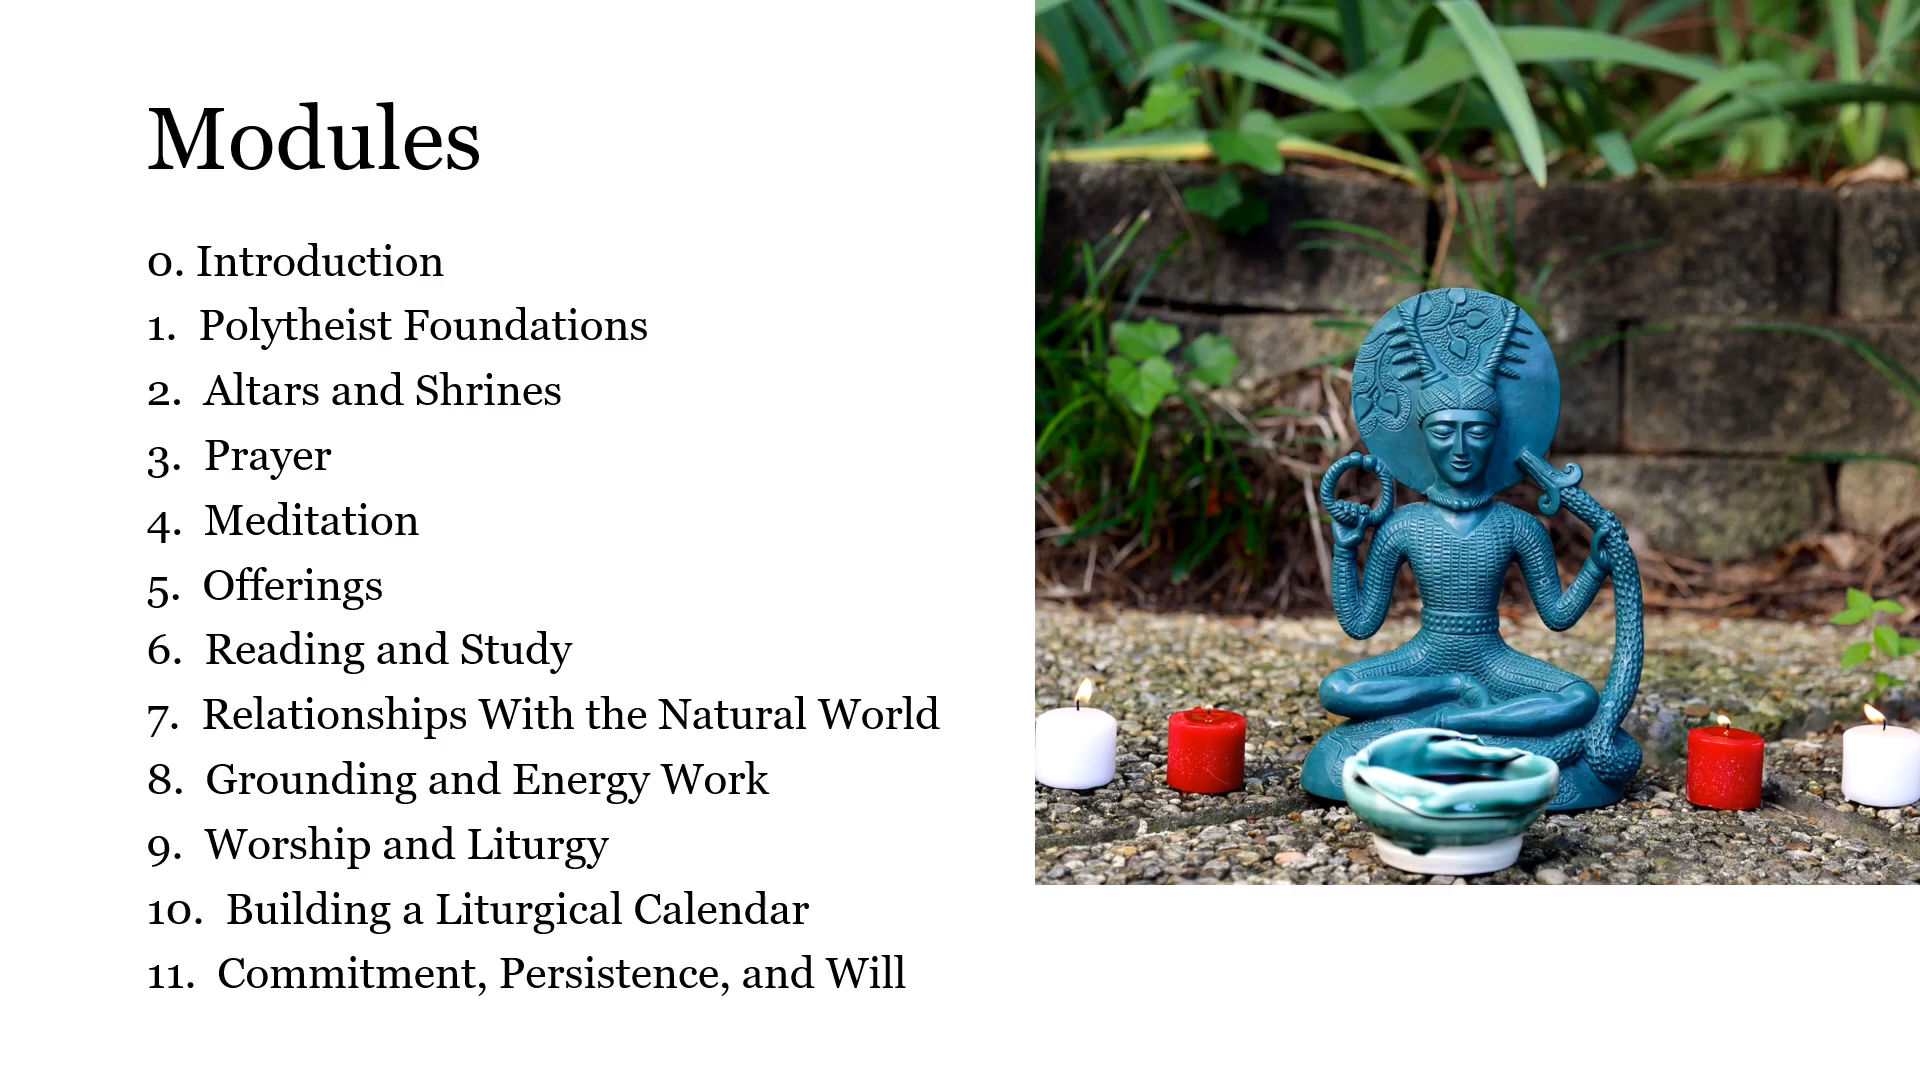 Modules
0. Introduction
1. Polytheist Foundations
2. Altars and Shrines
3. Prayer
4. Meditation
5. Offerings
6. Reading and Study
7. Relationships With the Natural World
8. Grounding and Energy Work
9. Worship and Liturgy
10. Building a Liturgical Calendar
11. Commitment, Persistence, and Will